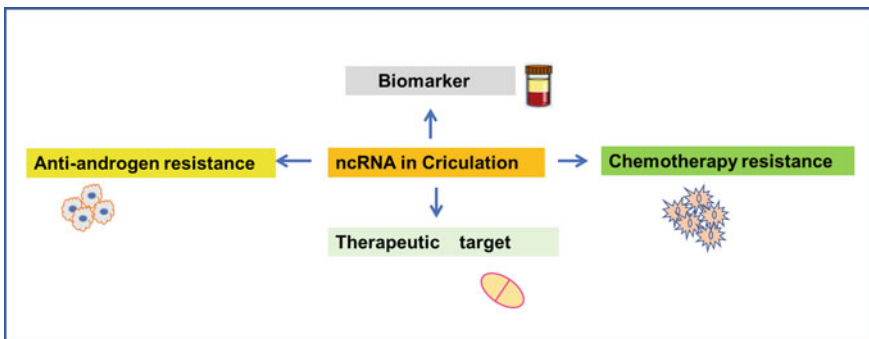 Biomarker
Anti-androgen resistance
ncRNA in Criculation
Chemotherapy resistance
Therapeutic target